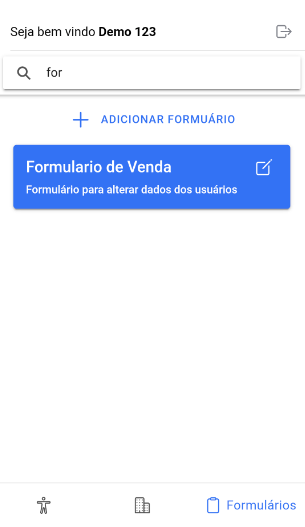 Seja bem vindo Demo 123
for
ADICIONAR FORMUÁRIO
Formulario de Venda
Formulário para alterar dados dos usuários
Formulários